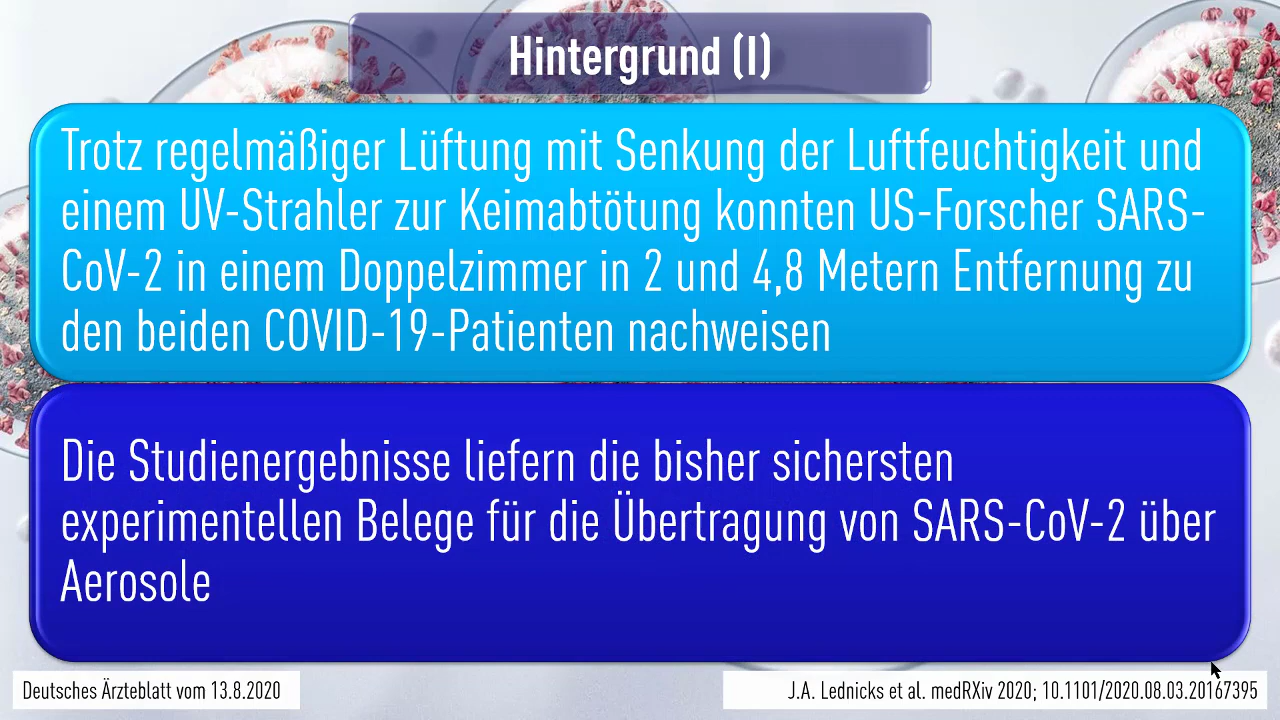 Hintergrund (I)
Trotz regelmäßiger Lüftung mit Senkung der Luftfeuchtigkeit und
einem UV-Strahler zur Keimabtötung konnten US-Forscher SARS-
CoV-2 in einem Doppelzimmer in 2 und 4,8 Metern Entfernung zu
den beiden COVID-19-Patienten nachweisen
Die Studienergebnisse liefern die bisher sichersten
experimentellen Belege für die Übertragung von SARS-CoV-2 über
Aerosole
Deutsches Ärzteblatt vom 13.8.2020
J.A. Lednicks et al. medRXiv 2020; 10.1101/2020.08.03.20167395